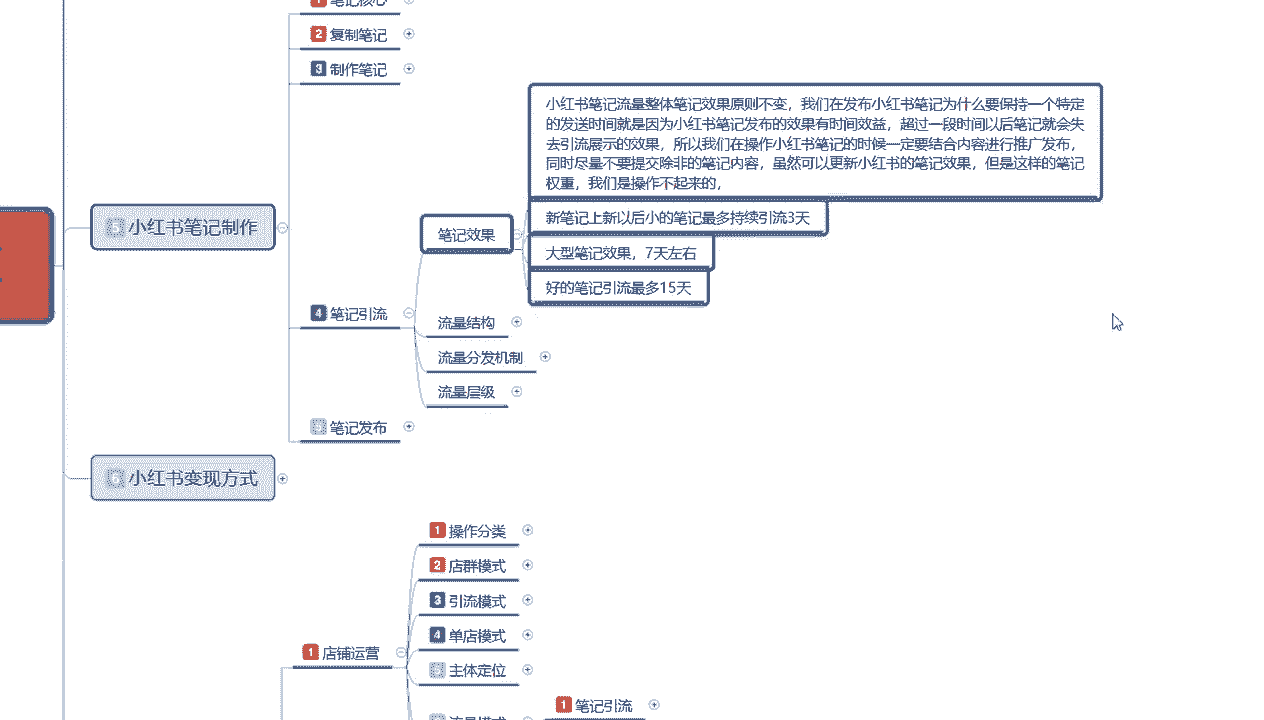 1 笔记核心
2 复制笔记
3 制作笔记
小红书笔记流量整体笔记效果原则不变，我们在发布小红书笔记为什么要保持一个特定
的发送时间就是因为小红书笔记发布的效果有时间效益，超过一段时间以后笔记就会失
去引流展示的效果，所以我们在操作小红书笔记的时候一定要结合内容进行推广发布，
同时尽量不要提交除非的笔记内容，虽然可以更新小红书的笔记效果，但是这样的笔记
权重，我们是操作不起来的，
5 小红书笔记制作
新笔记上新以后小的笔记最多持续引流3天
笔记效果
大型笔记效果，7天左右
好的笔记引流最多15天
4 笔记引流
流量结构
流量分发机制
流量层级
5 笔记发布
6 小红书变现方式
1 操作分类
2 店群模式
3 引流模式
4 单店模式
1 店铺运营
主体定位
1 笔记引流
流量模式